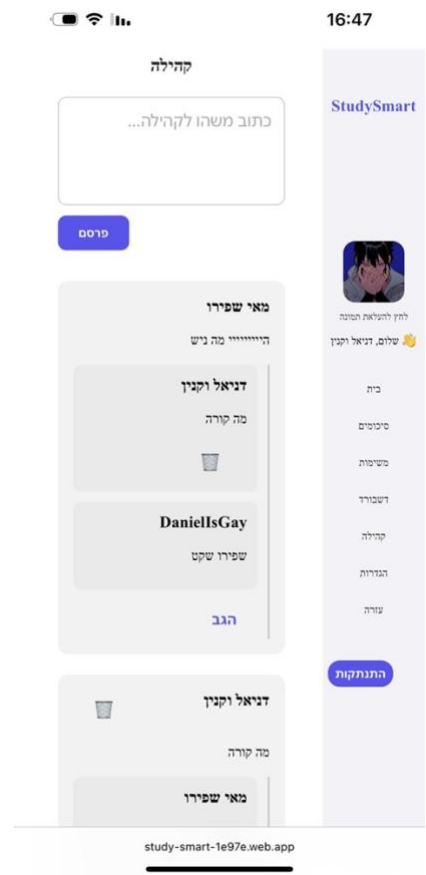 16:47
StudySmart
לחץ להעלאת תמונה
שלום, דניאל וקנין 👋
בית
סיכומים
משימות
דשבורד
קהילה
הגדרות
עזרה
התנתקות
קהילה
כתוב משהו לקהילה...
פרסם
מאי שפירו
הייייייי מה ניש
דניאל וקנין
מה קורה
DanielIsGay
שפירו שקט
הגב
דניאל וקנין
מה קורה
מאי שפירו
study-smart-1e97e.web.app